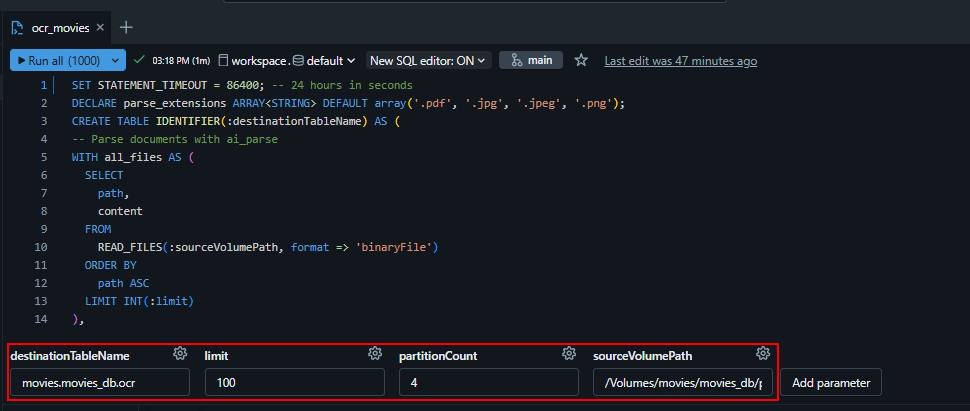 ocr_movies
Run all (1000) 03:18 PM (1m) workspace. default New SQL editor: ON main Last edit was 47 minutes ago
1 SET STATEMENT_TIMEOUT = 86400; -- 24 hours in seconds
2 DECLARE parse_extensions ARRAY<STRING> DEFAULT array('.pdf', '.jpg', '.jpeg', '.png');
3 CREATE TABLE IDENTIFIER(:destinationTableName) AS (
4 -- Parse documents with ai_parse
5 WITH all_files AS (
6 SELECT
7 path,
8 content
9 FROM
10 READ_FILES(:sourceVolumePath, format => 'binaryFile')
11 ORDER BY
12 path ASC
13 LIMIT INT(:limit)
14 ),
destinationTableName limit partitionCount sourceVolumePath
movies.movies_db.ocr 100 4 /Volumes/movies/movies_db/ Add parameter